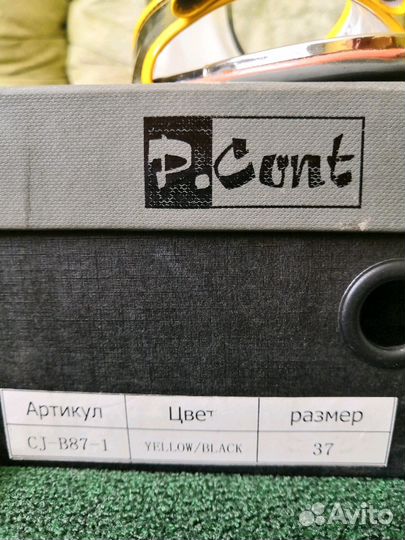 P.Cont
Артикул Цвет размер
CJ-B87-1 YELLOW/BLACK 37
Avito